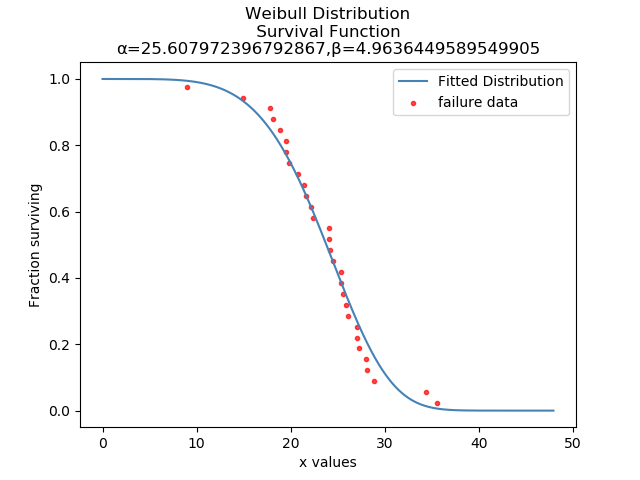 Weibull Distribution
Survival Function
α=25.607972396792867,β=4.9636449589549905
Fitted Distribution
failure data
Fraction surviving
1.0
0.8
0.6
0.4
0.2
0.0
0 10 20 30 40 50
x values